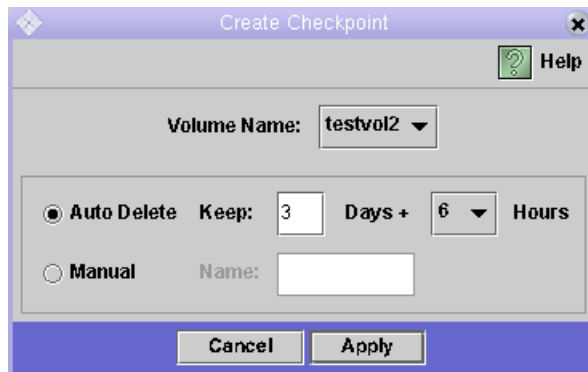 Create Checkpoint
Help
Volume Name: testvol2
Auto Delete Keep: 3 Days + 6 Hours
Manual Name:
Cancel Apply